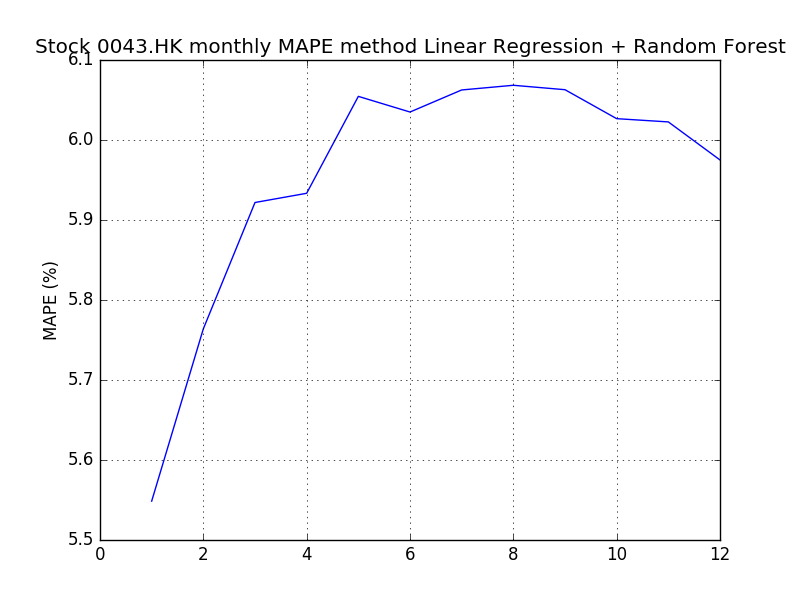 Stock 0043.HK monthly MAPE method Linear Regression + Random Forest
6.1
6.0
5.9
5.8
5.7
5.6
5.5
MAPE (%)
0 2 4 6 8 10 12